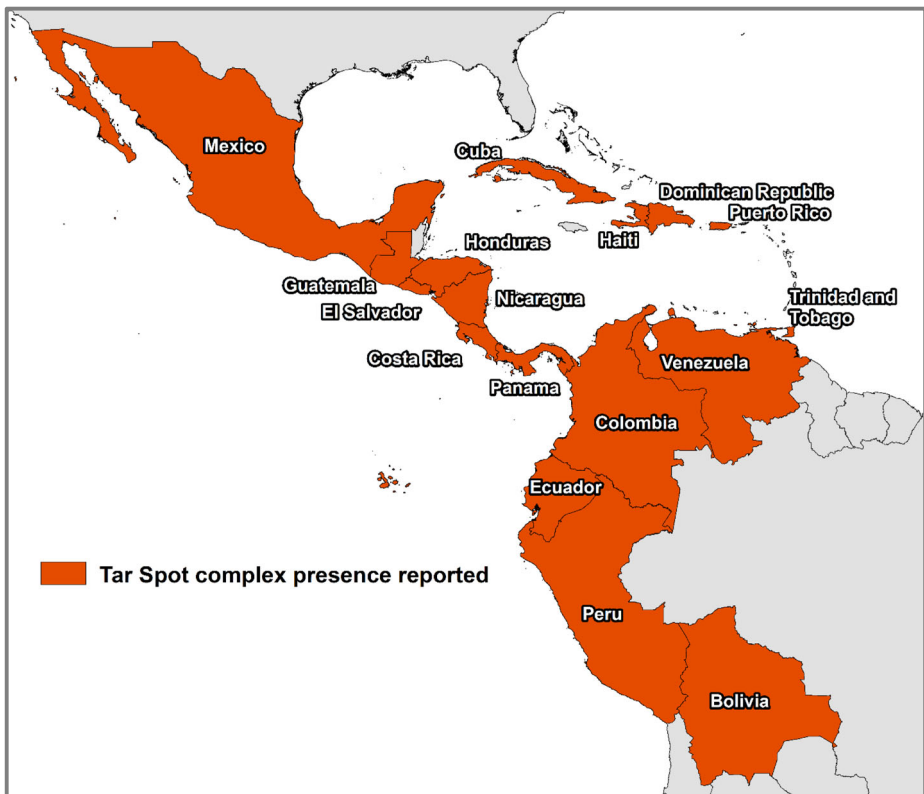 Mexico
Cuba
Dominican Republic
Puerto Rico
Honduras
Haiti
Guatemala
El Salvador
Nicaragua
Trinidad and
Tobago
Costa Rica
Panama
Venezuela
Colombia
Ecuador
Tar Spot complex presence reported
Peru
Bolivia